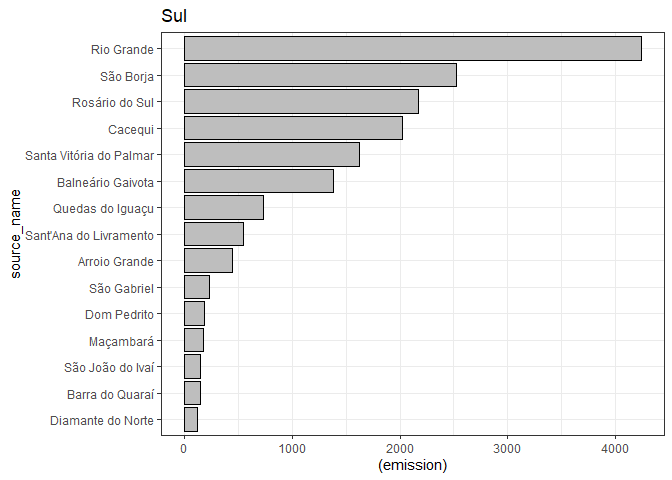 Sul
Rio Grande
São Borja
Rosário do Sul
Cacequi
Santa Vitória do Palmar
Balneário Gaivota
Quedas do Iguaçu
Sant'Ana do Livramento
Arroio Grande
São Gabriel
Dom Pedrito
Maçambará
São João do Ivaí
Barra do Quaraí
Diamante do Norte
source_name
0 1000 2000 3000 4000
(emission)